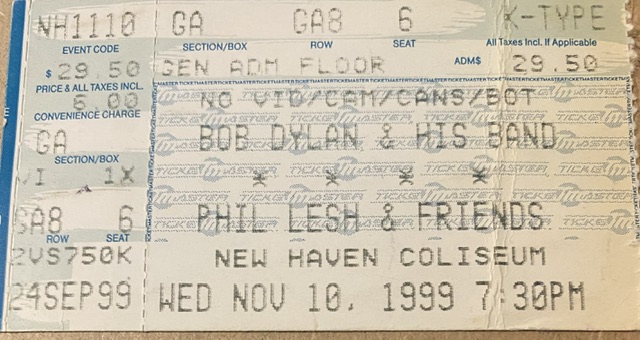 NH1110 GA GA8 6 K-TYPE
EVENT CODE SECTION/BOX ROW SEAT All Taxes Incl. If Applicable
$ 29.50 GEN ADM FLOOR ADM$ 29.50
PRICE & ALL TAXES INCL.
6.00 NO VID/CAM/CANS/BOT
CONVENIENCE CHARGE
BOB DYLAN & HIS BAND
GA
SECTION/BOX
VI 1X * * * *
GA8 6 PHIL LESH & FRIENDS
ROW SEAT
2VS750K NEW HAVEN COLISEUM
24SEP99 WED NOV 10, 1999 7:30PM